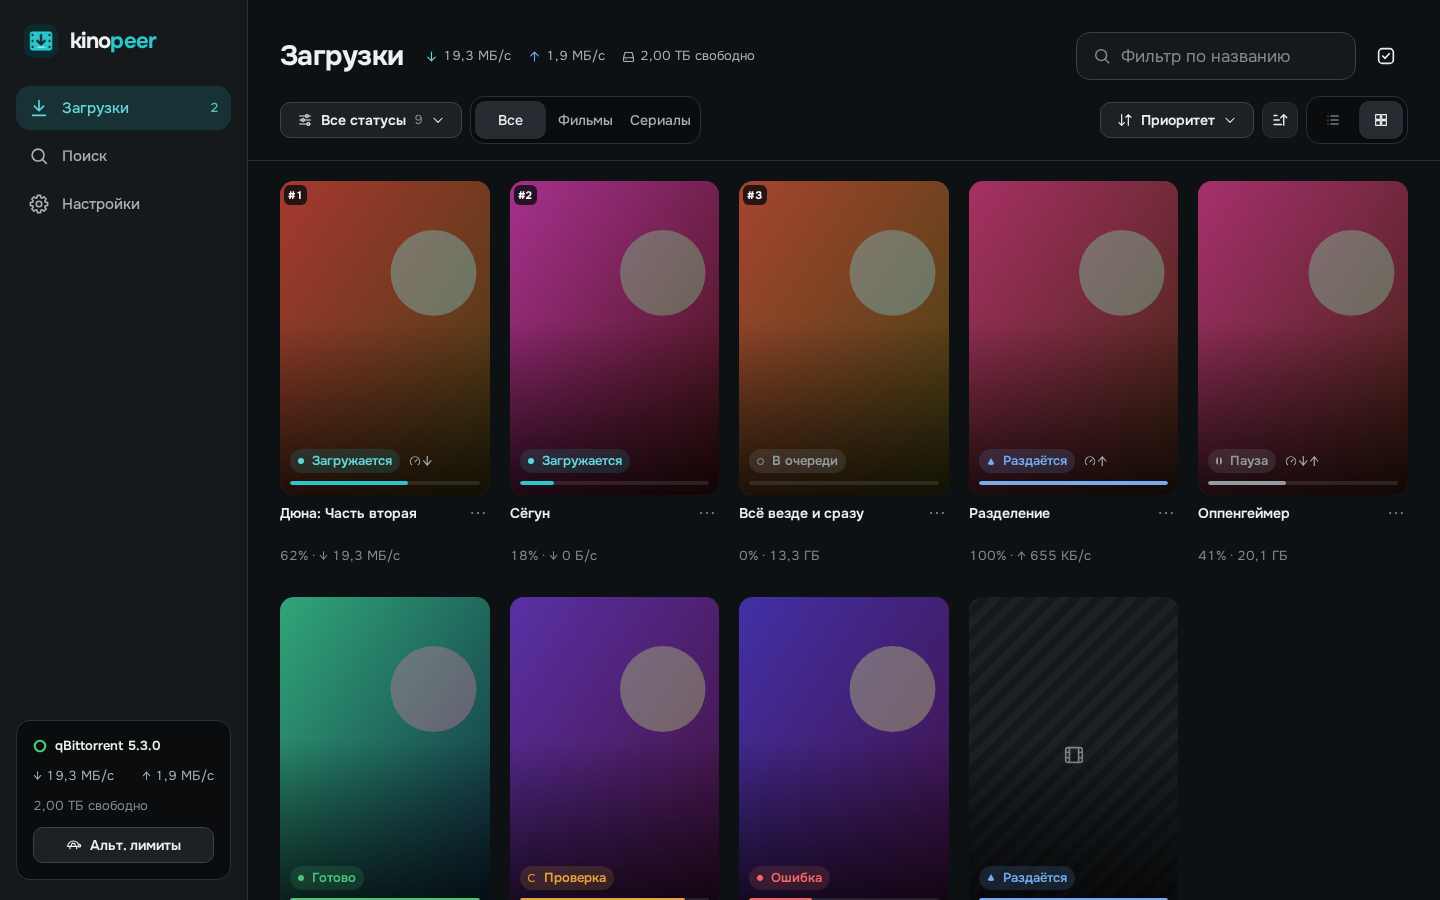 kinopeer
Загрузки 2
Поиск
Настройки
qBittorrent 5.3.0
↓ 19,3 МБ/с ↑ 1,9 МБ/с
2,00 ТБ свободно
Альт. лимиты
Загрузки ↓ 19,3 МБ/с ↑ 1,9 МБ/с 2,00 ТБ свободно
Фильтр по названию
Все статусы 9 Все Фильмы Сериалы Приоритет
#1 #2 #3
Загружается Загружается В очереди Раздаётся Пауза
Дюна: Часть вторая ··· Сёгун ··· Всё везде и сразу ··· Разделение ··· Оппенгеймер ···
62% · ↓ 19,3 МБ/с 18% · ↓ 0 Б/с 0% · 13,3 ГБ 100% · ↑ 655 КБ/с 41% · 20,1 ГБ
Готово Проверка Ошибка Раздаётся